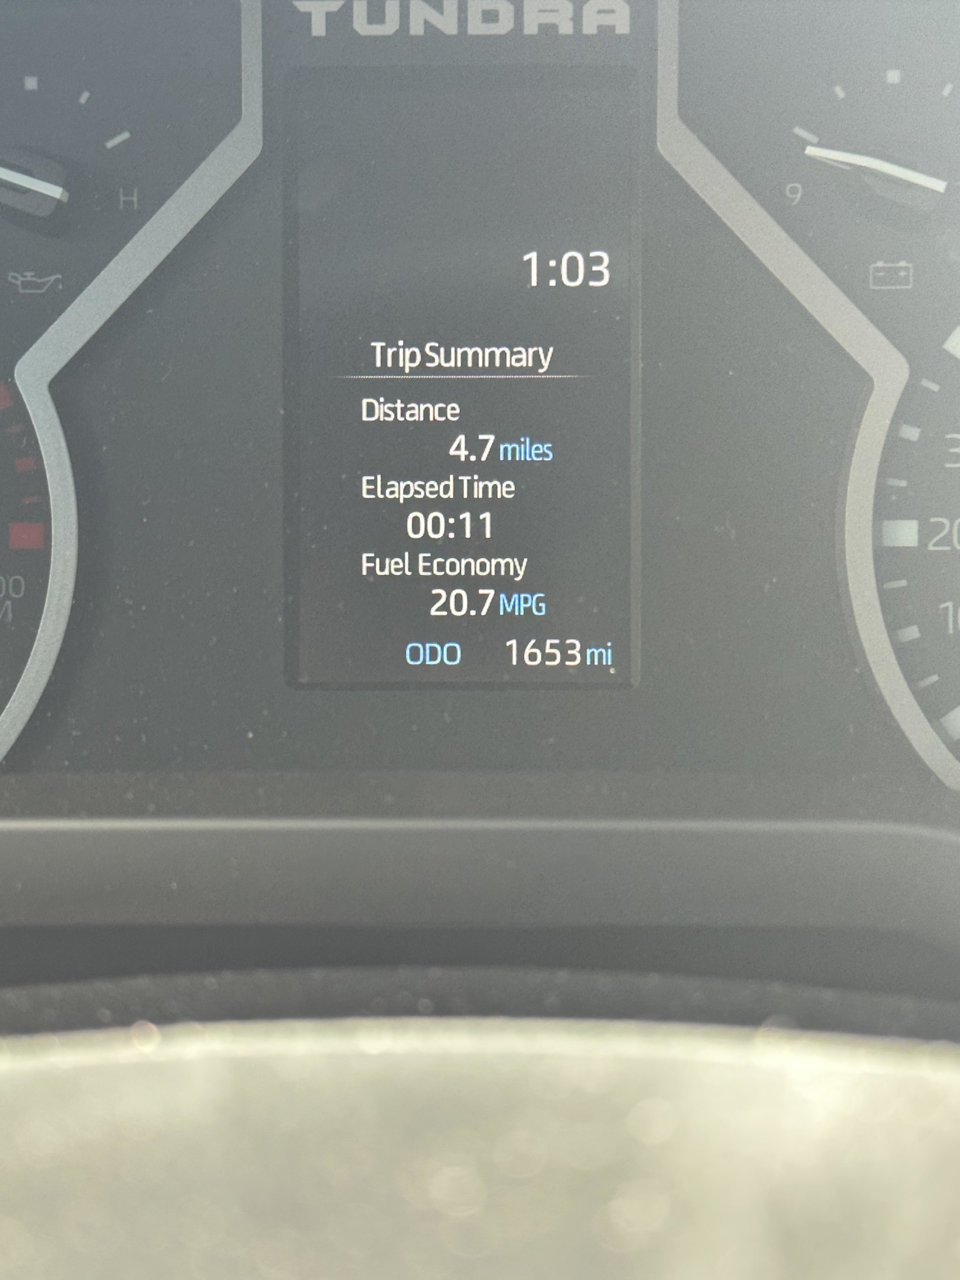 TUNDRA
H
9
1:03
Trip Summary
Distance
4.7 miles
Elapsed Time
00:11
Fuel Economy
20.7 MPG
ODO 1653 mi
20